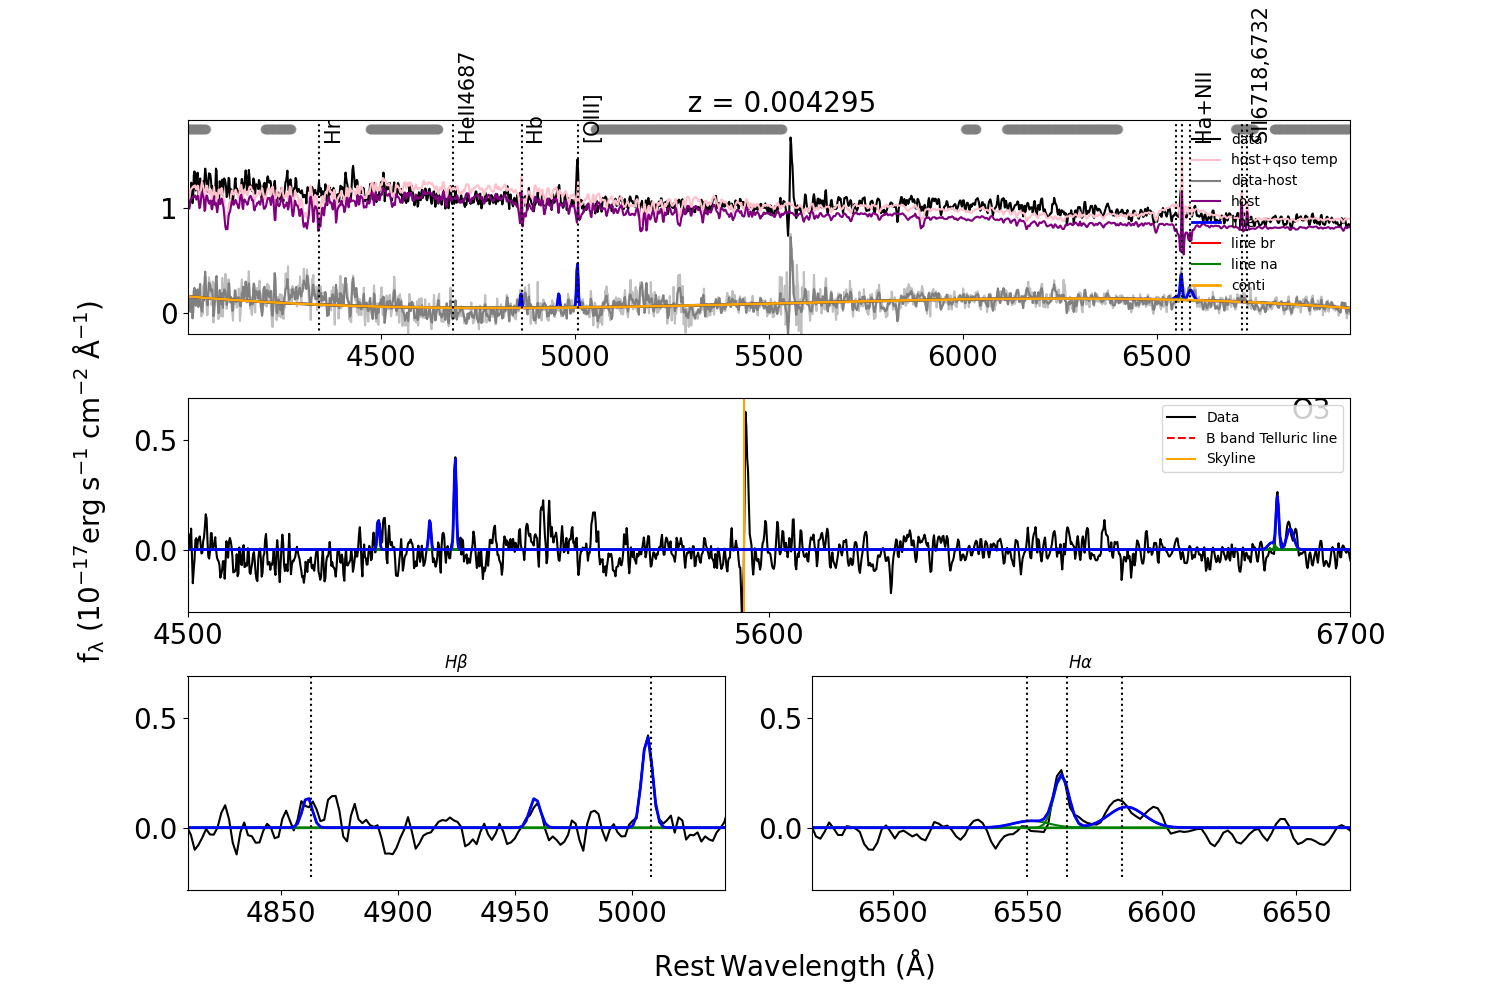 z = 0.004295
Hr
HeII4687
Hb
[OIII]
Ha+NII
SII6718,6732
data
host+qso temp
data-host
host
line
line br
line na
conti
1
0
4500
5000
5500
6000
6500
O3
Data
B band Telluric line
Skyline
0.5
0.0
4500
5600
6700
fλ (10⁻¹⁷erg s⁻¹ cm⁻² Å⁻¹)
Hβ
0.5
0.0
4850
4900
4950
5000
Hα
0.5
0.0
6500
6550
6600
6650
Rest Wavelength (Å)